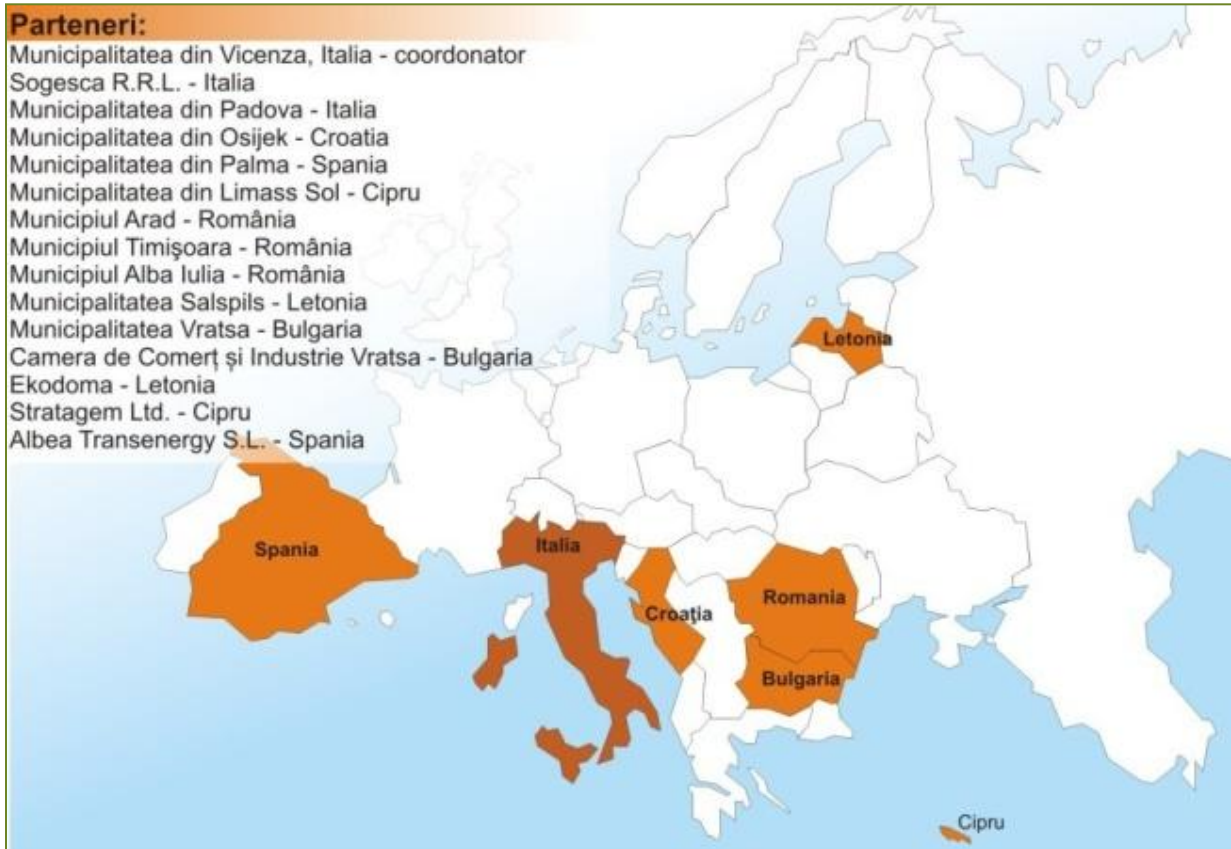 Parteneri:
Municipalitatea din Vicenza, Italia - coordonator
Sogesca R.R.L. - Italia
Municipalitatea din Padova - Italia
Municipalitatea din Osijek - Croatia
Municipalitatea din Palma - Spania
Municipalitatea din Limass Sol - Cipru
Municipiul Arad - România
Municipiul Timişoara - România
Municipiul Alba Iulia - România
Municipalitatea Salspils - Letonia
Municipalitatea Vratsa - Bulgaria
Camera de Comerț și Industrie Vratsa - Bulgaria
Ekodoma - Letonia
Stratagem Ltd. - Cipru
Albea Transenergy S.L. - Spania
Letonia
Spania
Italia
Croaţia
Romania
Bulgaria
Cipru